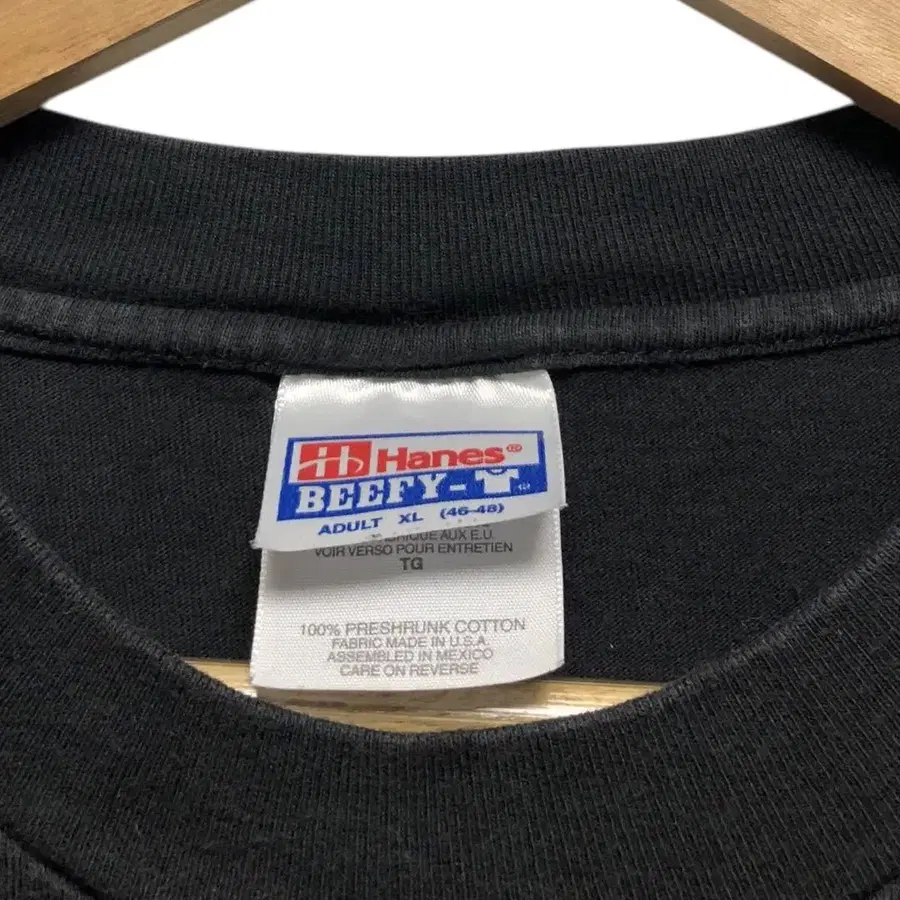 Hanes®
BEEFY-T®
ADULT XL (46-48)
AUX E.U.
VOIR VERSO POUR ENTRETIEN
TG
100% PRESHRUNK COTTON
FABRIC MADE IN U.S.A.
ASSEMBLED IN MEXICO
CARE ON REVERSE